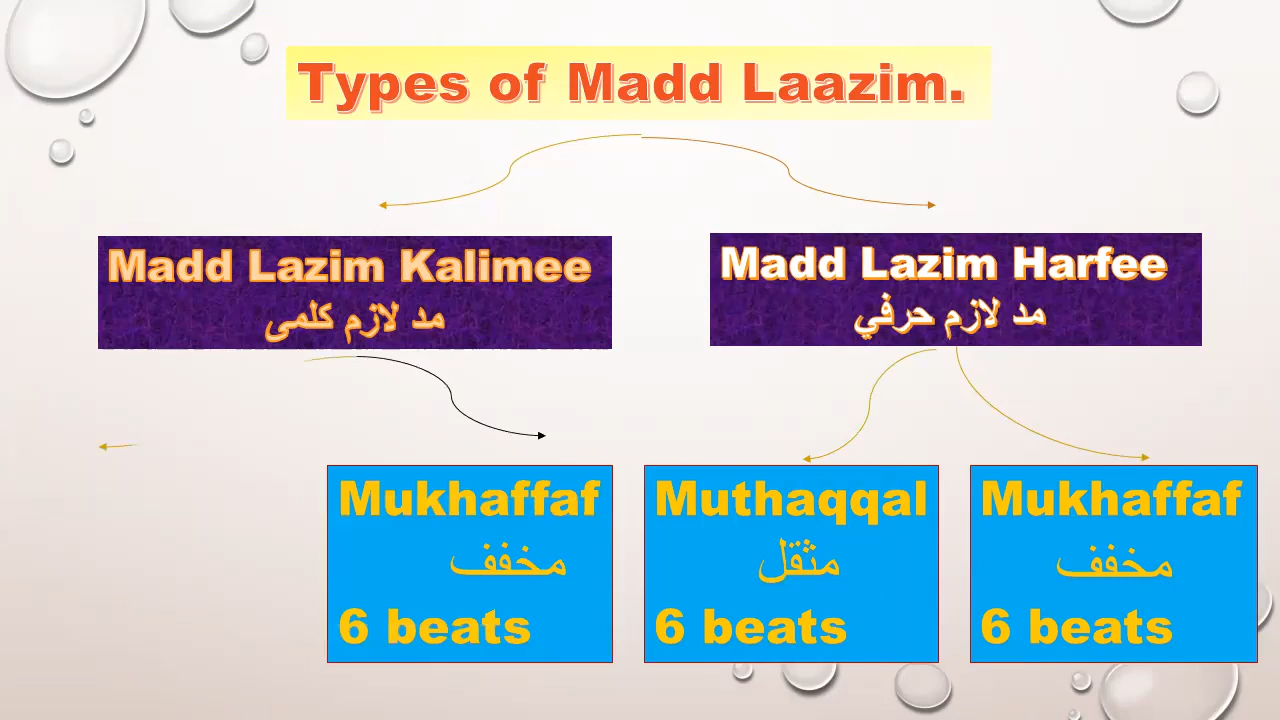 Types of Madd Laazim.
Madd Lazim Kalimee
مد لازم كلمى
Madd Lazim Harfee
مد لازم حرفي
Mukhaffaf
مخفف
6 beats
Muthaqqal
مثقل
6 beats
Mukhaffaf
مخفف
6 beats